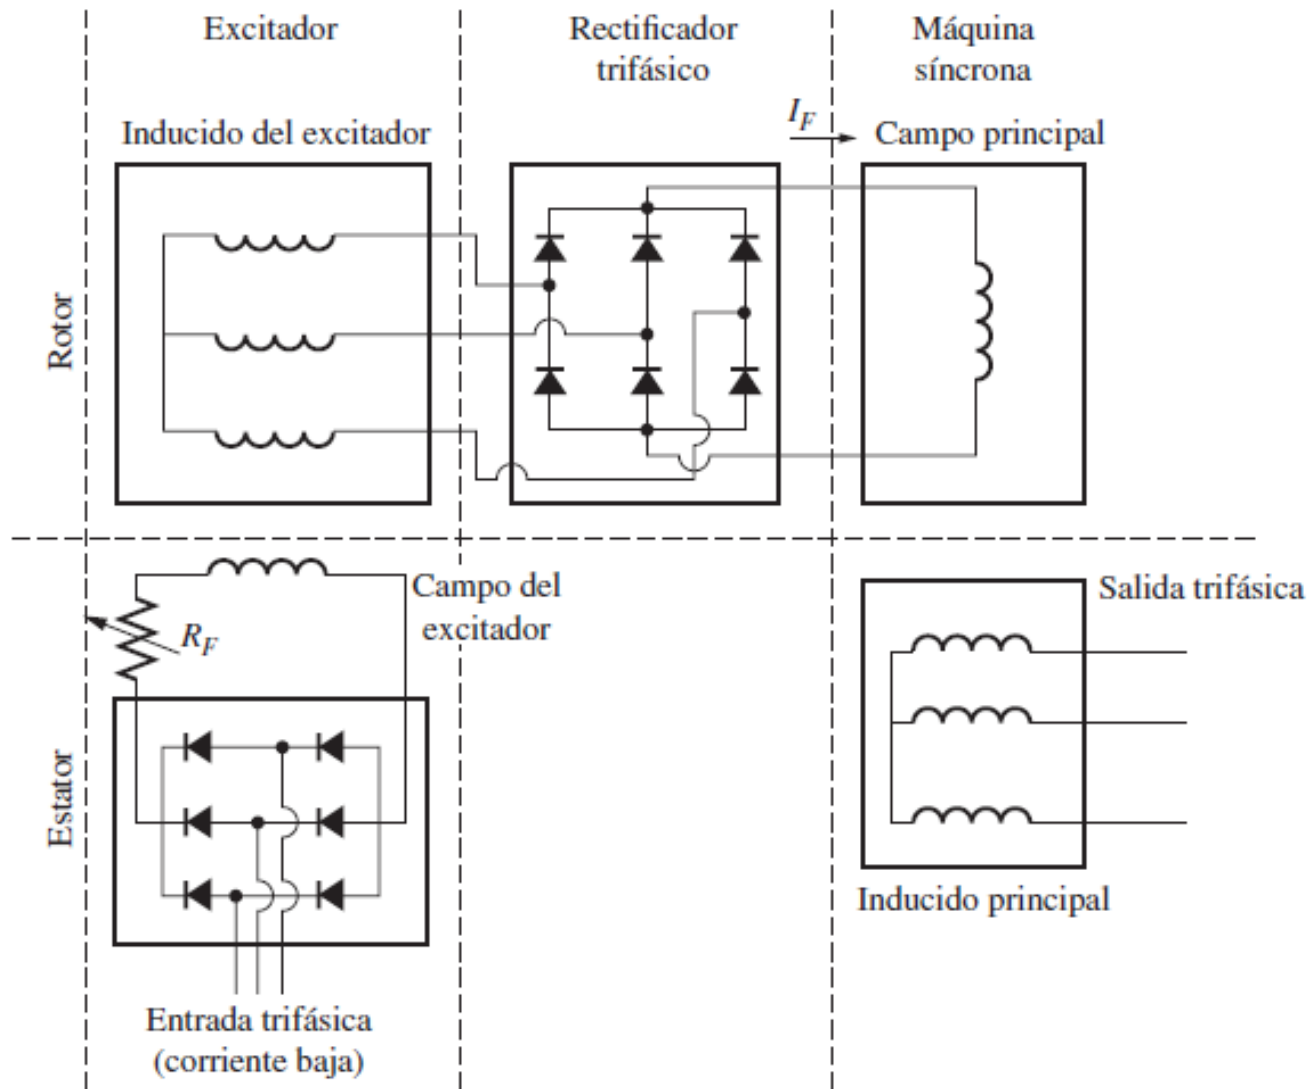 Excitador
Rectificador
trifásico
Máquina
síncrona
Inducido del excitador
I_F
Campo principal
Rotor
Campo del
excitador
R_F
Salida trifásica
Estator
Inducido principal
Entrada trifásica
(corriente baja)